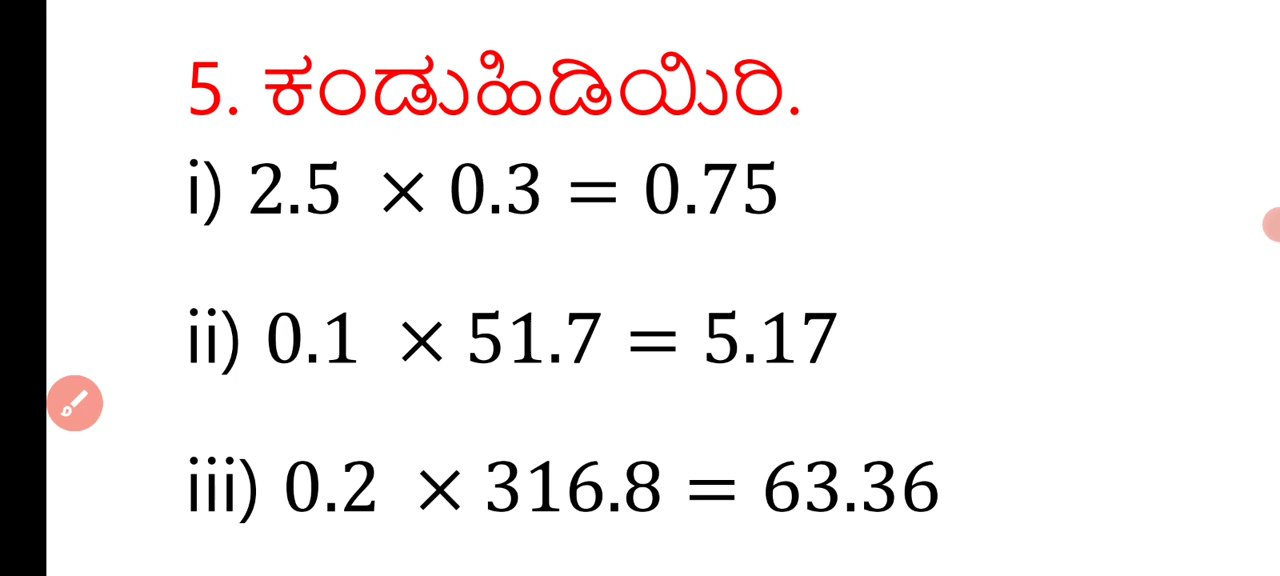 5. ಕಂಡುಹಿಡಿಯಿರಿ.
i) 2.5 × 0.3 = 0.75
ii) 0.1 × 51.7 = 5.17
iii) 0.2 × 316.8 = 63.36